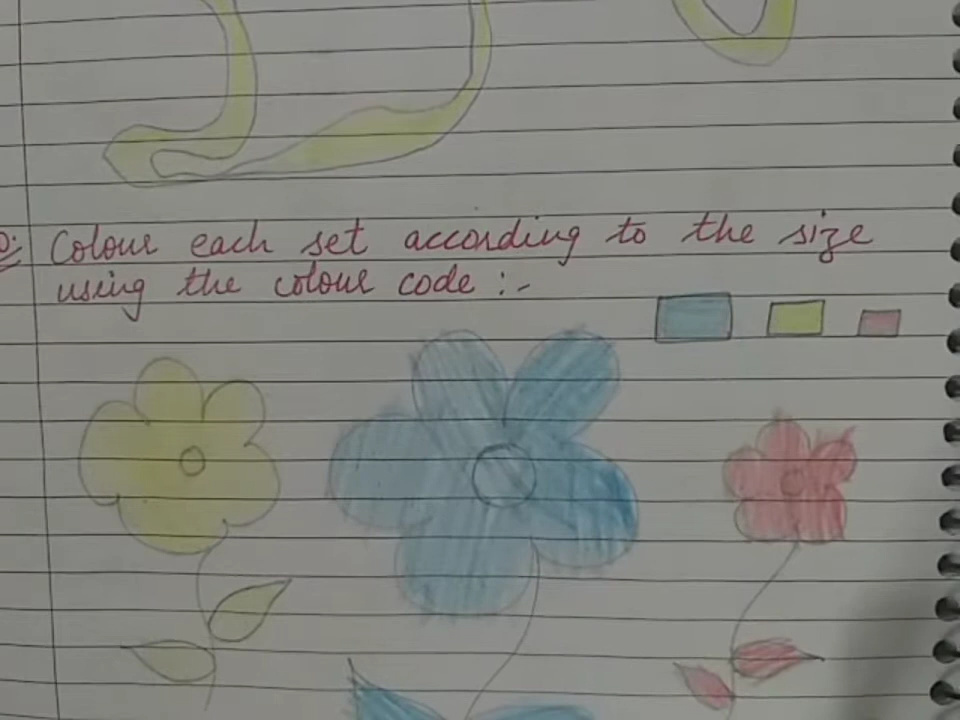 Q: Colour each set according to the size
using the colour code :-